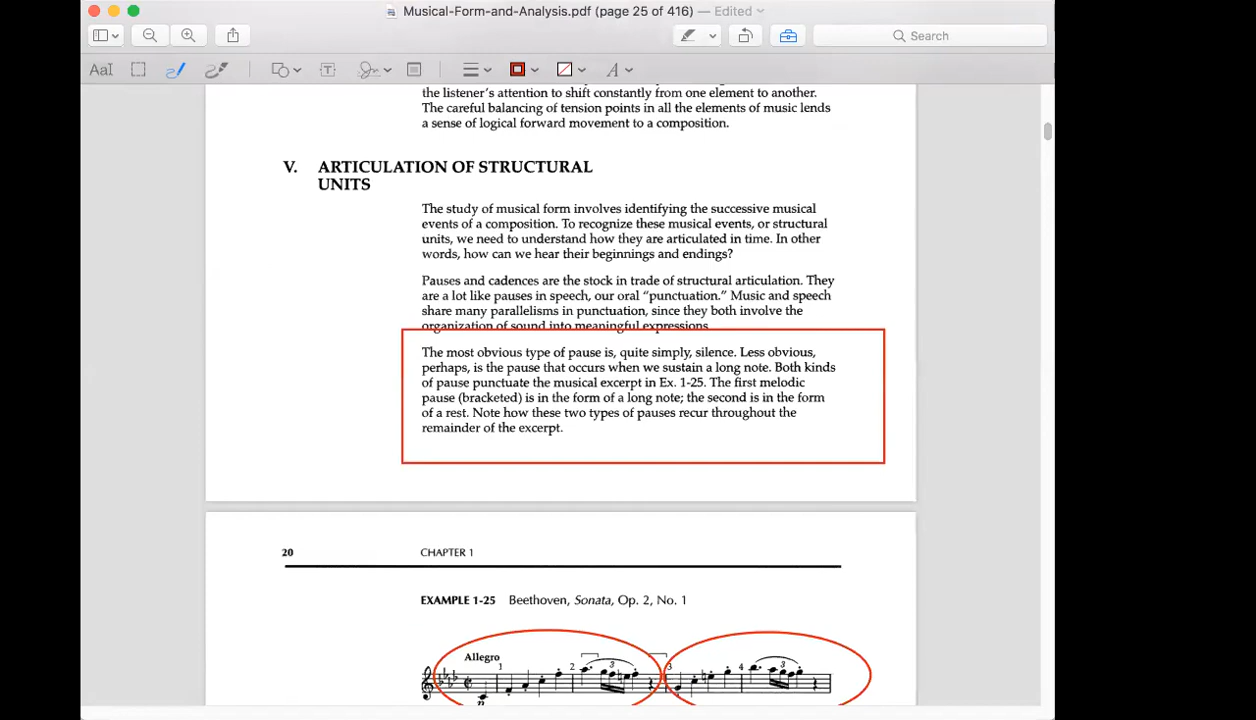 Musical-Form-and-Analysis.pdf (page 25 of 416) — Edited
Search
AaI
T
A
the listener's attention to shift constantly from one element to another.
The careful balancing of tension points in all the elements of music lends
a sense of logical forward movement to a composition.
V. ARTICULATION OF STRUCTURAL
UNITS
The study of musical form involves identifying the successive musical
events of a composition. To recognize these musical events, or structural
units, we need to understand how they are articulated in time. In other
words, how can we hear their beginnings and endings?
Pauses and cadences are the stock in trade of structural articulation. They
are a lot like pauses in speech, our oral “punctuation.” Music and speech
share many parallelisms in punctuation, since they both involve the
organization of sound into meaningful expressions.
The most obvious type of pause is, quite simply, silence. Less obvious,
perhaps, is the pause that occurs when we sustain a long note. Both kinds
of pause punctuate the musical excerpt in Ex. 1-25. The first melodic
pause (bracketed) is in the form of a long note; the second is in the form
of a rest. Note how these two types of pauses recur throughout the
remainder of the excerpt.
20 CHAPTER 1
EXAMPLE 1-25 Beethoven, Sonata, Op. 2, No. 1
Allegro
1 2 3 3 4 3